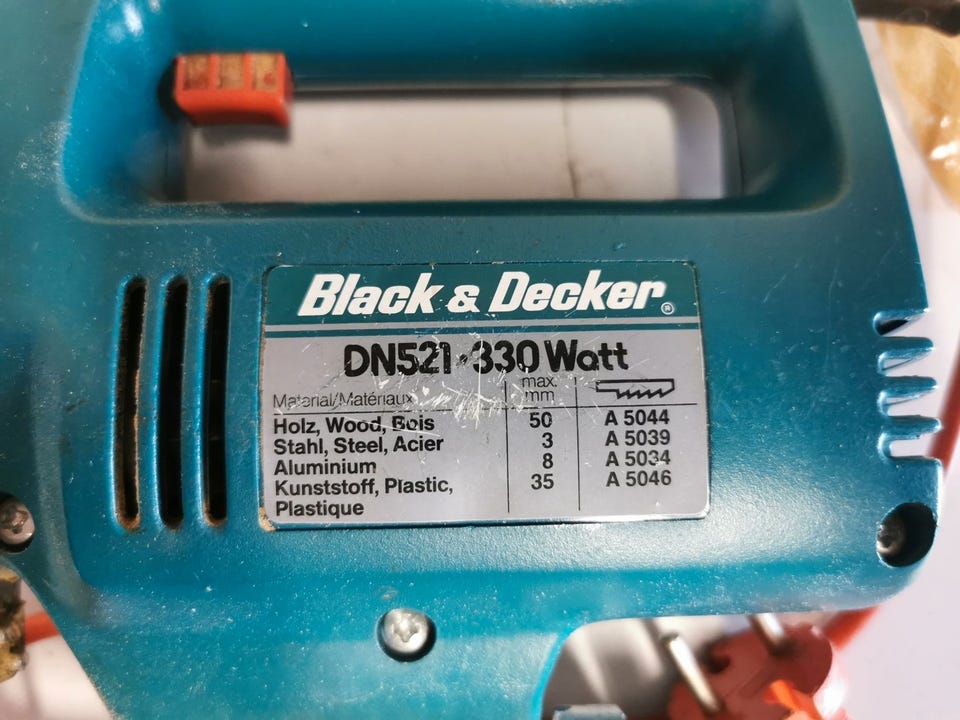 Black & Decker®
DN521·330 Watt
Material/Matériaux max. mm
Holz, Wood, Bois 50 A 5044
Stahl, Steel, Acier 3 A 5039
Aluminium 8 A 5034
Kunststoff, Plastic, 35 A 5046
Plastique